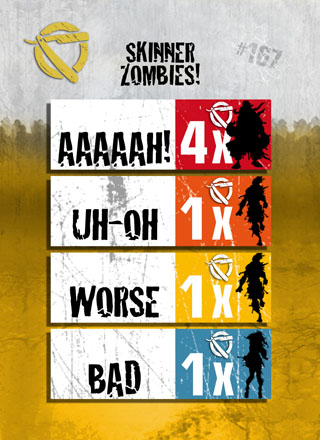 SKINNER
ZOMBIES!
#167
AAAAAH! 4x
UH-OH 1x
WORSE 1x
BAD 1x